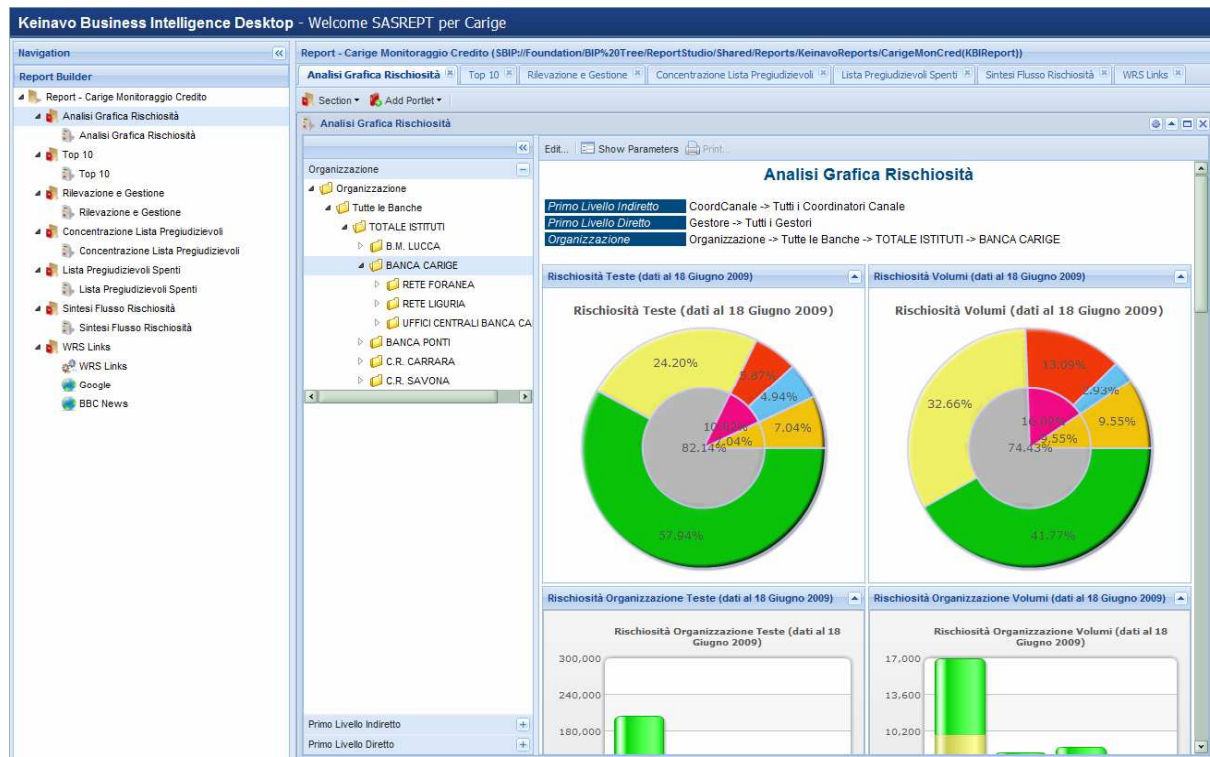 Keinavo Business Intelligence Desktop - Welcome SASREPT per Carige
Navigation
Report Builder
Report - Carige Monitoraggio Credito
Analisi Grafica Rischiosità
Analisi Grafica Rischiosità
Top 10
Top 10
Rilevazione e Gestione
Rilevazione e Gestione
Concentrazione Lista Pregiudizievoli
Concentrazione Lista Pregiudizievoli
Lista Pregiudizievoli Spenti
Lista Pregiudizievoli Spenti
Sintesi Flusso Rischiosità
Sintesi Flusso Rischiosità
WRS Links
WRS Links
Google
BBC News
Report - Carige Monitoraggio Credito (SBIP://Foundation/BIP%20Tree/ReportStudio/Shared/Reports/KeinavoReports/CarigeMonCred(KBIReport))
Analisi Grafica Rischiosità Top 10 Rilevazione e Gestione Concentrazione Lista Pregiudizievoli Lista Pregiudizievoli Spenti Sintesi Flusso Rischiosità WRS Links
Section Add Portlet
Analisi Grafica Rischiosità
Organizzazione
Organizzazione
Tutte le Banche
TOTALE ISTITUTI
B.M. LUCCA
BANCA CARIGE
RETE FORANEA
RETE LIGURIA
UFFICI CENTRALI BANCA CA
BANCA PONTI
C.R. CARRARA
C.R. SAVONA
Primo Livello Indiretto
Primo Livello Diretto
Edit... Show Parameters Print...
Analisi Grafica Rischiosità
Primo Livello Indiretto CoordCanale -> Tutti i Coordinatori Canale
Primo Livello Diretto Gestore -> Tutti i Gestori
Organizzazione Organizzazione -> Tutte le Banche -> TOTALE ISTITUTI -> BANCA CARIGE
Rischiosità Teste (dati al 18 Giugno 2009)
Rischiosità Teste (dati al 18 Giugno 2009)
24.20%
5.87%
4.94%
7.04%
82.14%
57.94%
Rischiosità Volumi (dati al 18 Giugno 2009)
Rischiosità Volumi (dati al 18 Giugno 2009)
13.09%
2.93%
32.66%
9.55%
74.43%
41.77%
Rischiosità Organizzazione Teste (dati al 18 Giugno 2009)
Rischiosità Organizzazione Teste (dati al 18
Giugno 2009)
300,000
240,000
180,000
Rischiosità Organizzazione Volumi (dati al 18 Giugno 2009)
Rischiosità Organizzazione Volumi (dati al 18
Giugno 2009)
17,000
13,600
10,200